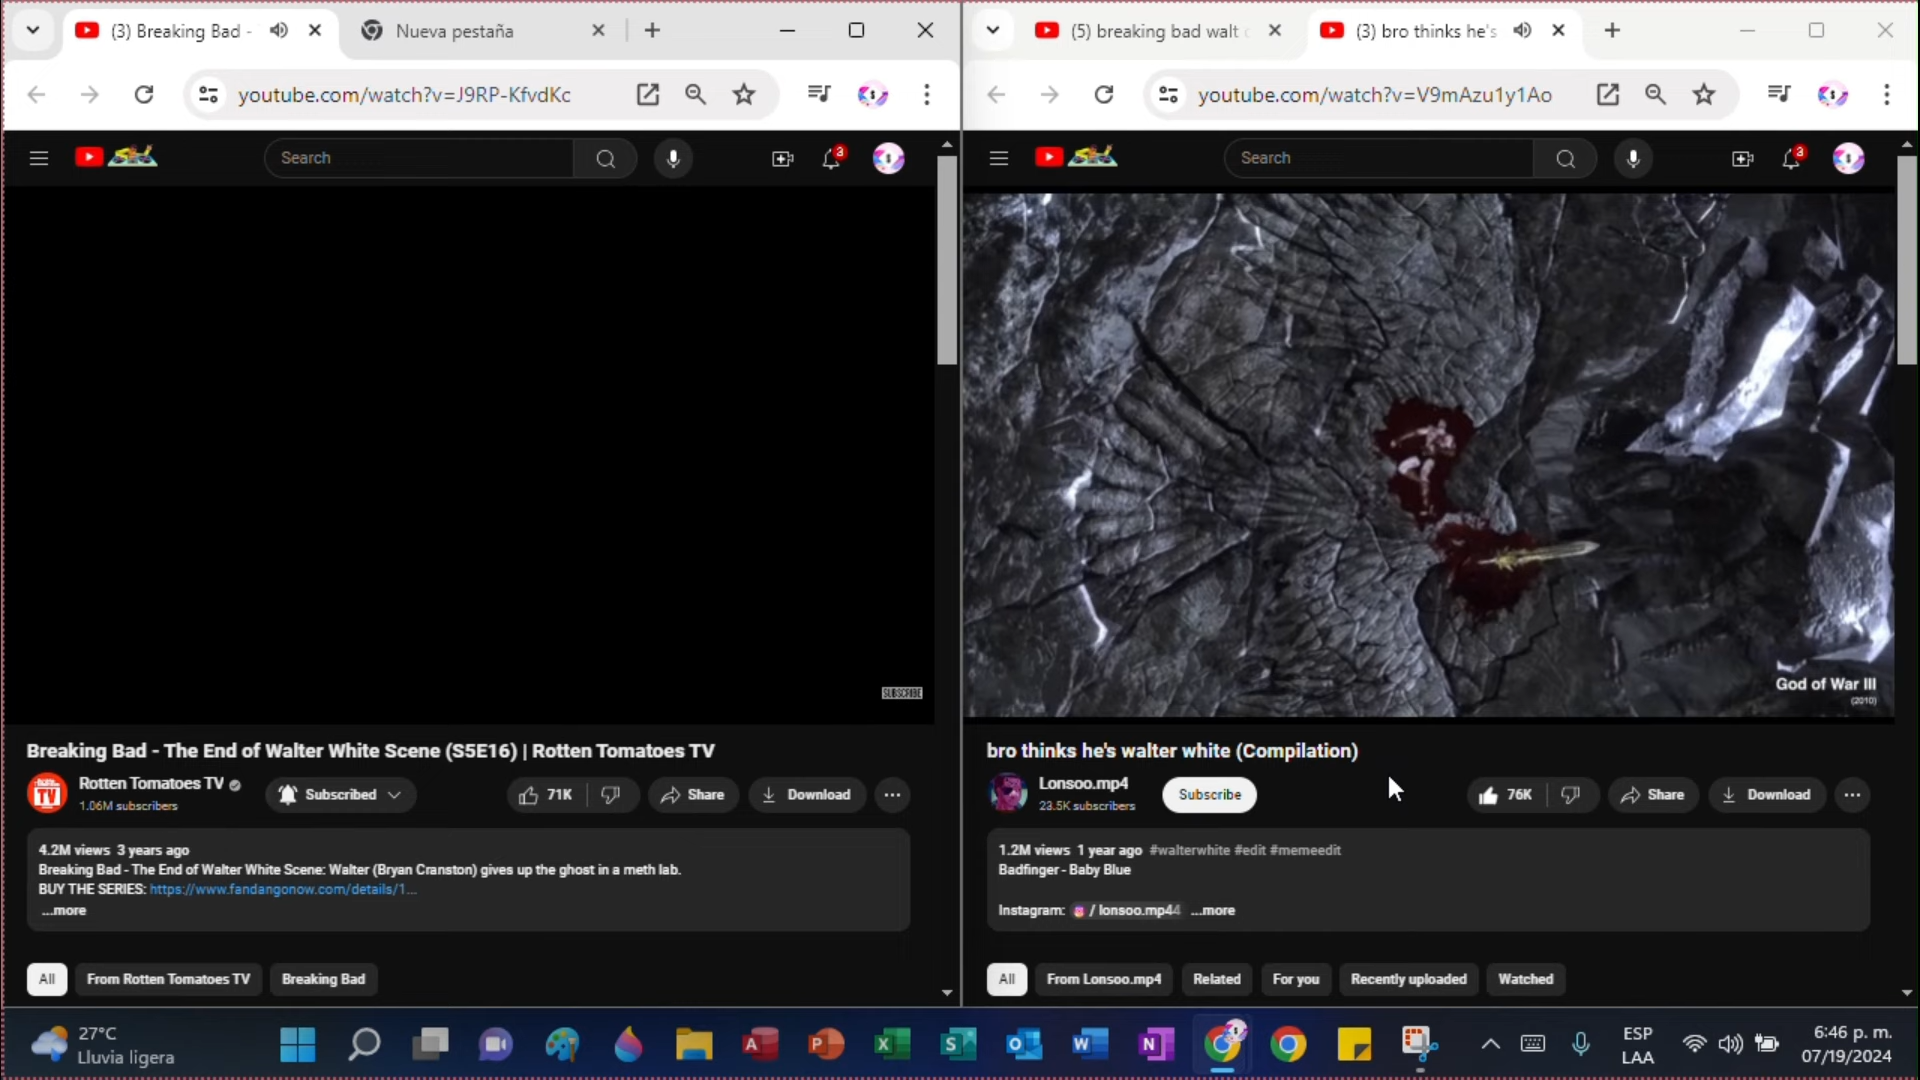 (3) Breaking Bad -
Nueva pestaña
youtube.com/watch?v=J9RP-KfvdKc
Search
3
SUBSCRIBE
Breaking Bad - The End of Walter White Scene (S5E16) | Rotten Tomatoes TV
Rotten Tomatoes TV
1.06M subscribers
Subscribed
71K
Share
Download
4.2M views 3 years ago
Breaking Bad - The End of Walter White Scene: Walter (Bryan Cranston) gives up the ghost in a meth lab.
BUY THE SERIES: https://www.fandangonow.com/details/1...
...more
All
From Rotten Tomatoes TV
Breaking Bad
(5) breaking bad walt
(3) bro thinks he's
youtube.com/watch?v=V9mAzu1y1Ao
Search
3
God of War III
(2010)
bro thinks he's walter white (Compilation)
Lonsoo.mp4
23.5K subscribers
Subscribe
76K
Share
Download
1.2M views 1 year ago #walterwhite #edit #memeedit
Badfinger - Baby Blue
Instagram: / lonsoo.mp44 ...more
All
From Lonsoo.mp4
Related
For you
Recently uploaded
Watched
27°C
Lluvia ligera
ESP
LAA
6:46 p. m.
07/19/2024